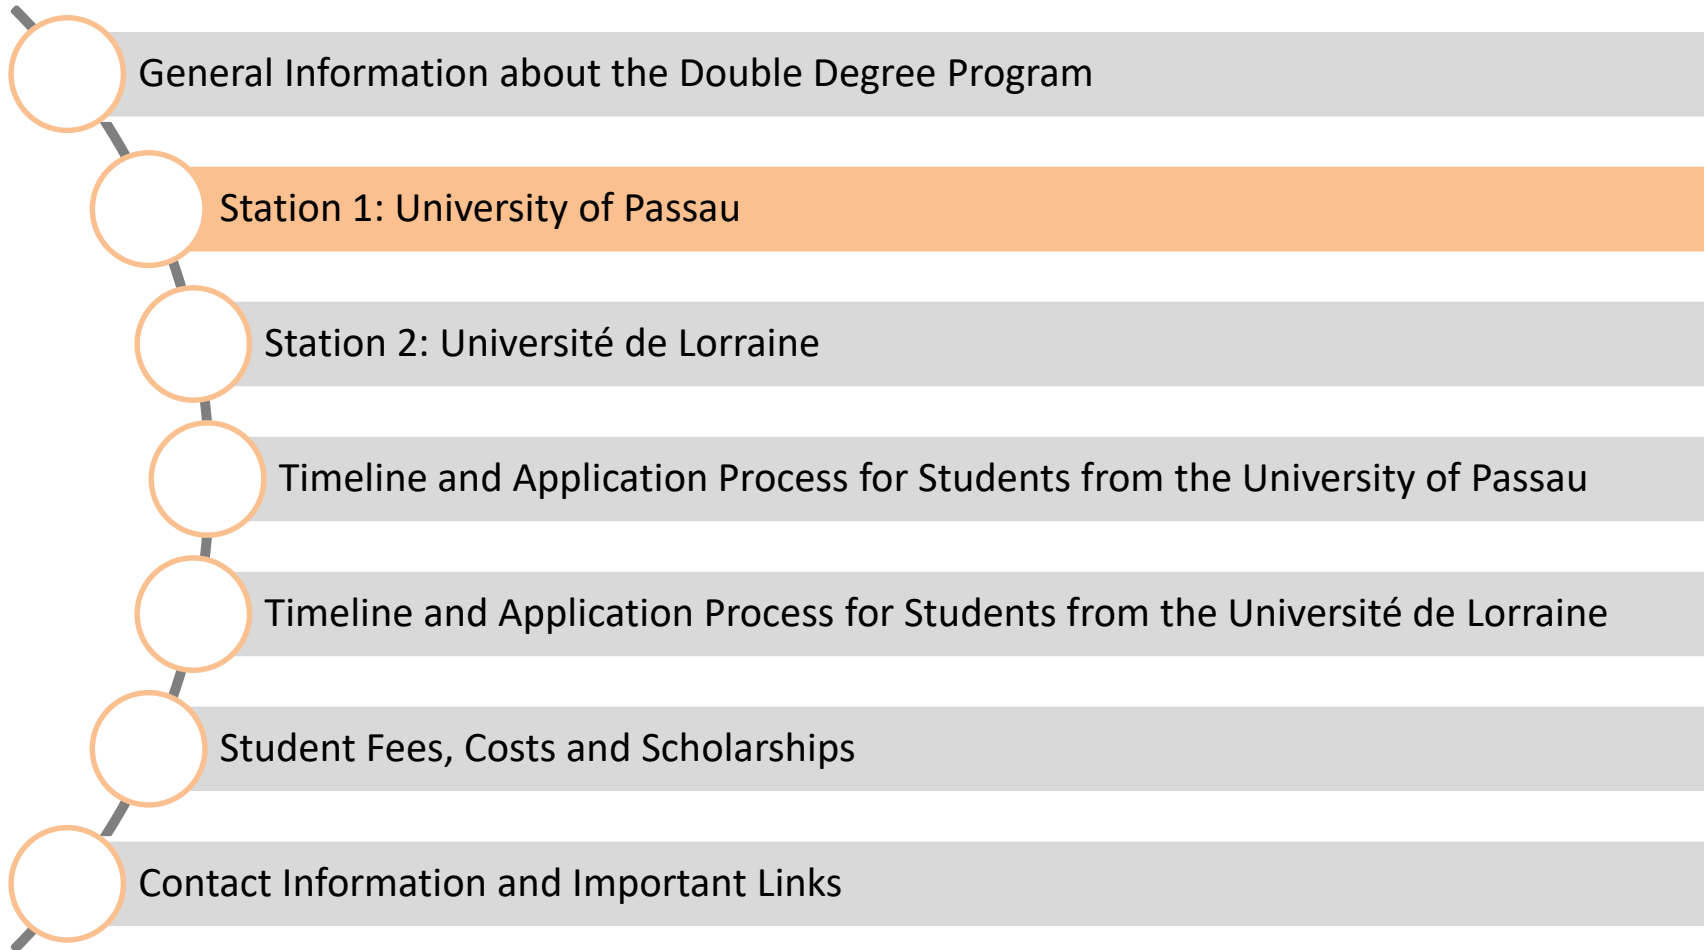 General Information about the Double Degree Program
Station 1: University of Passau
Station 2: Université de Lorraine
Timeline and Application Process for Students from the University of Passau
Timeline and Application Process for Students from the Université de Lorraine
Student Fees, Costs and Scholarships
Contact Information and Important Links